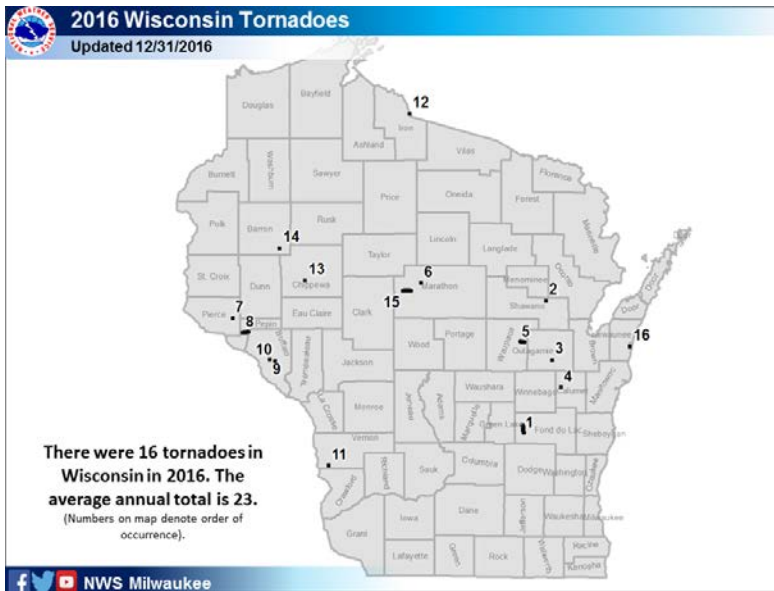 2016 Wisconsin Tornadoes
Updated 12/31/2016
12
Bayfield
Douglas
Iron
Ashland
Vilas
Burnett
Washburn
Sawyer
Florence
Price
Oneida
Forest
Marinette
Polk
Barron
Rusk
14
Lincoln
Langlade
Taylor
13
6
St. Croix
Dunn
Chippewa
Marathon
Menominee
Oconto
2
Door
Door
15
Shawano
7
Pierce
8
Pepin
Eau Claire
Clark
5
16
Kewaunee
Buffalo
Trempealeau
Wood
Portage
Waupaca
Outagamie
Brown
3
10
9
Jackson
4
Waushara
Winnebago
Calumet
Manitowoc
La Crosse
Monroe
Juneau
Adams
Marquette
Green Lake
1
Fond du Lac
Sheboygan
Vernon
11
Columbia
Dodge
Washington
Ozaukee
Crawford
Richland
Sauk
There were 16 tornadoes in
Wisconsin in 2016. The
average annual total is 23.
(Numbers on map denote order of
occurrence).
Iowa
Dane
Jefferson
Waukesha
Milwaukee
Grant
Lafayette
Green
Rock
Walworth
Racine
Kenosha
NWS Milwaukee